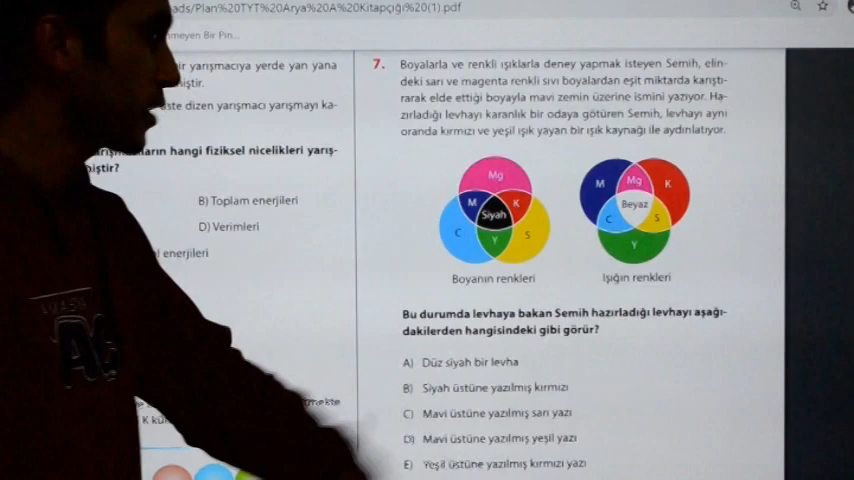 ads/Plan%20TYT%20Arya%20A%20Kitapçığı%20(1).pdf
nmeyen Bir Pin...
ir yarışmacıya yerde yan yana
iştir.
üste dizen yarışmacı yarışmayı ka-
ların hangi fiziksel nicelikleri yarış-
miştir?
B) Toplam enerjileri
D) Verimleri
l enerjileri
K
7. Boyalarla ve renkli ışıklarla deney yapmak isteyen Semih, elin-
deki sarı ve magenta renkli sıvı boyalardan eşit miktarda karıştı-
rarak elde ettiği boyayla mavi zemin üzerine ismini yazıyor. Ha-
zırladığı levhayı karanlık bir odaya götüren Semih, levhayı aynı
oranda kırmızı ve yeşil ışık yayan bir ışık kaynağı ile aydınlatıyor.
Mg
M K
Siyah
C Y S
Boyanın renkleri
M Mg K
Beyaz
C S
Y
Işığın renkleri
Bu durumda levhaya bakan Semih hazırladığı levhayı aşağı-
dakilerden hangisindeki gibi görür?
A) Düz siyah bir levha
B) Siyah üstüne yazılmış kırmızı
C) Mavi üstüne yazılmış sarı yazı
D) Mavi üstüne yazılmış yeşil yazı
E) Yeşil üstüne yazılmış kırmızı yazı